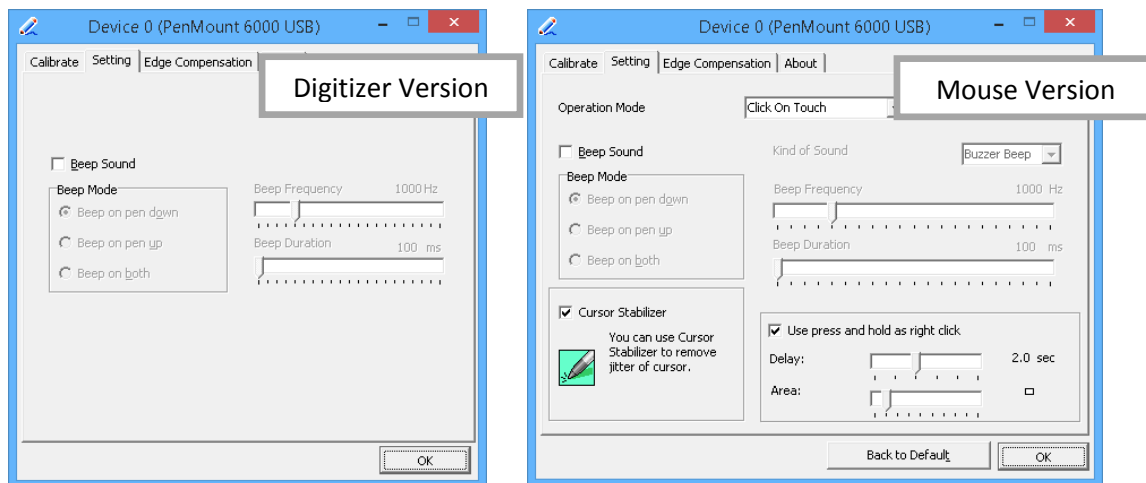 Device 0 (PenMount 6000 USB)
Calibrate Setting Edge Compensation
Digitizer Version
Beep Sound
Beep Mode
Beep on pen down
Beep on pen up
Beep on both
Beep Frequency 1000 Hz
Beep Duration 100 ms
OK
Device 0 (PenMount 6000 USB)
Calibrate Setting Edge Compensation About
Mouse Version
Operation Mode Click On Touch
Beep Sound Kind of Sound Buzzer Beep
Beep Mode
Beep on pen down
Beep on pen up
Beep on both
Beep Frequency 1000 Hz
Beep Duration 100 ms
Cursor Stabilizer
You can use Cursor
Stabilizer to remove
jitter of cursor.
Use press and hold as right click
Delay: 2.0 sec
Area:
Back to Default
OK